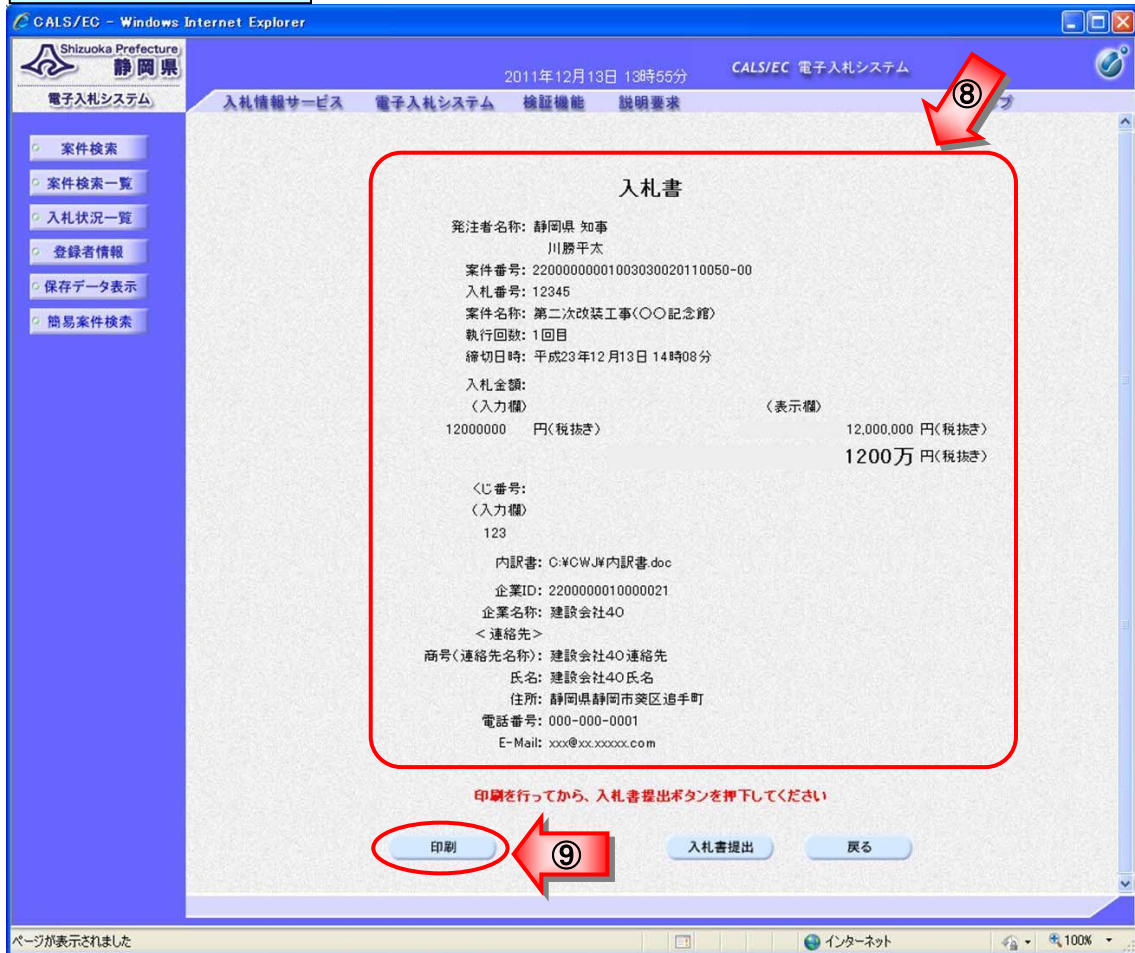 CALS/EC - Windows Internet Explorer
Shizuoka Prefecture
静岡県
電子入札システム
2011年12月13日 13時55分
CALS/EC 電子入札システム
入札情報サービス 電子入札システム 検証機能 説明要求 プ
⑧
案件検索
案件検索一覧
入札状況一覧
登録者情報
保存データ表示
簡易案件検索
入札書
発注者名称: 静岡県 知事
川勝平太
案件番号: 2200000000100303002011​0050-00
入札番号: 12345
案件名称: 第二次改装工事(〇〇記念館)
執行回数: 1回目
締切日時: 平成23年12月13日 14時08分
入札金額:
(入力欄) (表示欄)
12000000 円(税抜き) 12,000,000 円(税抜き)
1200万 円(税抜き)
くじ番号:
(入力欄)
123
内訳書: C:¥CWJ¥内訳書.doc
企業ID: 2200000010000021
企業名称: 建設会社40
<連絡先>
商号(連絡先名称): 建設会社40連絡先
氏名: 建設会社40氏名
住所: 静岡県静岡市葵区追手町
電話番号: 000-000-0001
E-Mail: xxx@xx.xxxxx.com
印刷を行ってから、入札書提出ボタンを押下してください
印刷 ⑨ 入札書提出 戻る
ページが表示されました インターネット 100%